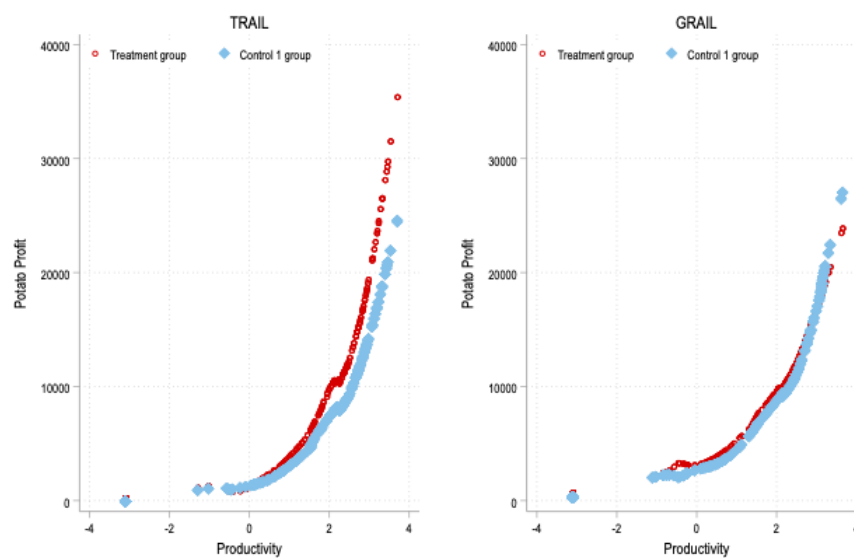 TRAIL
40000
Treatment group
Control 1 group
30000
20000
10000
0
Potato Profit
-4
-2
0
2
4
Productivity
GRAIL
40000
Treatment group
Control 1 group
30000
20000
10000
0
Potato Profit
-4
-2
0
2
Productivity